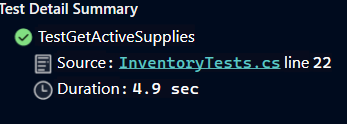 Test Detail Summary
TestGetActiveSupplies
Source: InventoryTests.cs line 22
Duration: 4.9 sec